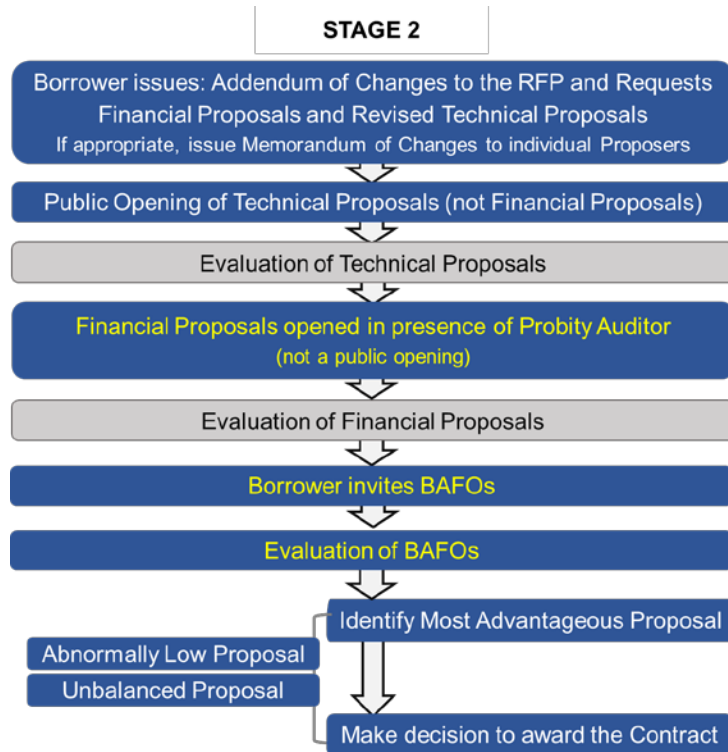 STAGE 2
Borrower issues: Addendum of Changes to the RFP and Requests
Financial Proposals and Revised Technical Proposals
If appropriate, issue Memorandum of Changes to individual Proposers
Public Opening of Technical Proposals (not Financial Proposals)
Evaluation of Technical Proposals
Financial Proposals opened in presence of Probity Auditor
(not a public opening)
Evaluation of Financial Proposals
Borrower invites BAFOs
Evaluation of BAFOs
Identify Most Advantageous Proposal
Abnormally Low Proposal
Unbalanced Proposal
Make decision to award the Contract